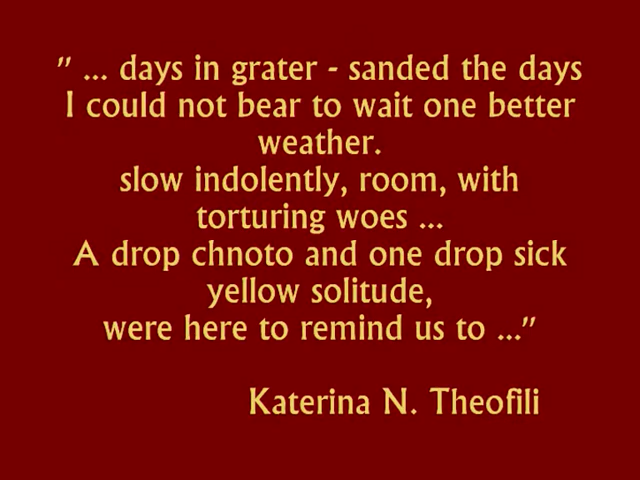 " ... days in grater - sanded the days
I could not bear to wait one better
weather.
slow indolently, room, with
torturing woes ...
A drop chnoto and one drop sick
yellow solitude,
were here to remind us to ..."
Katerina N. Theofili